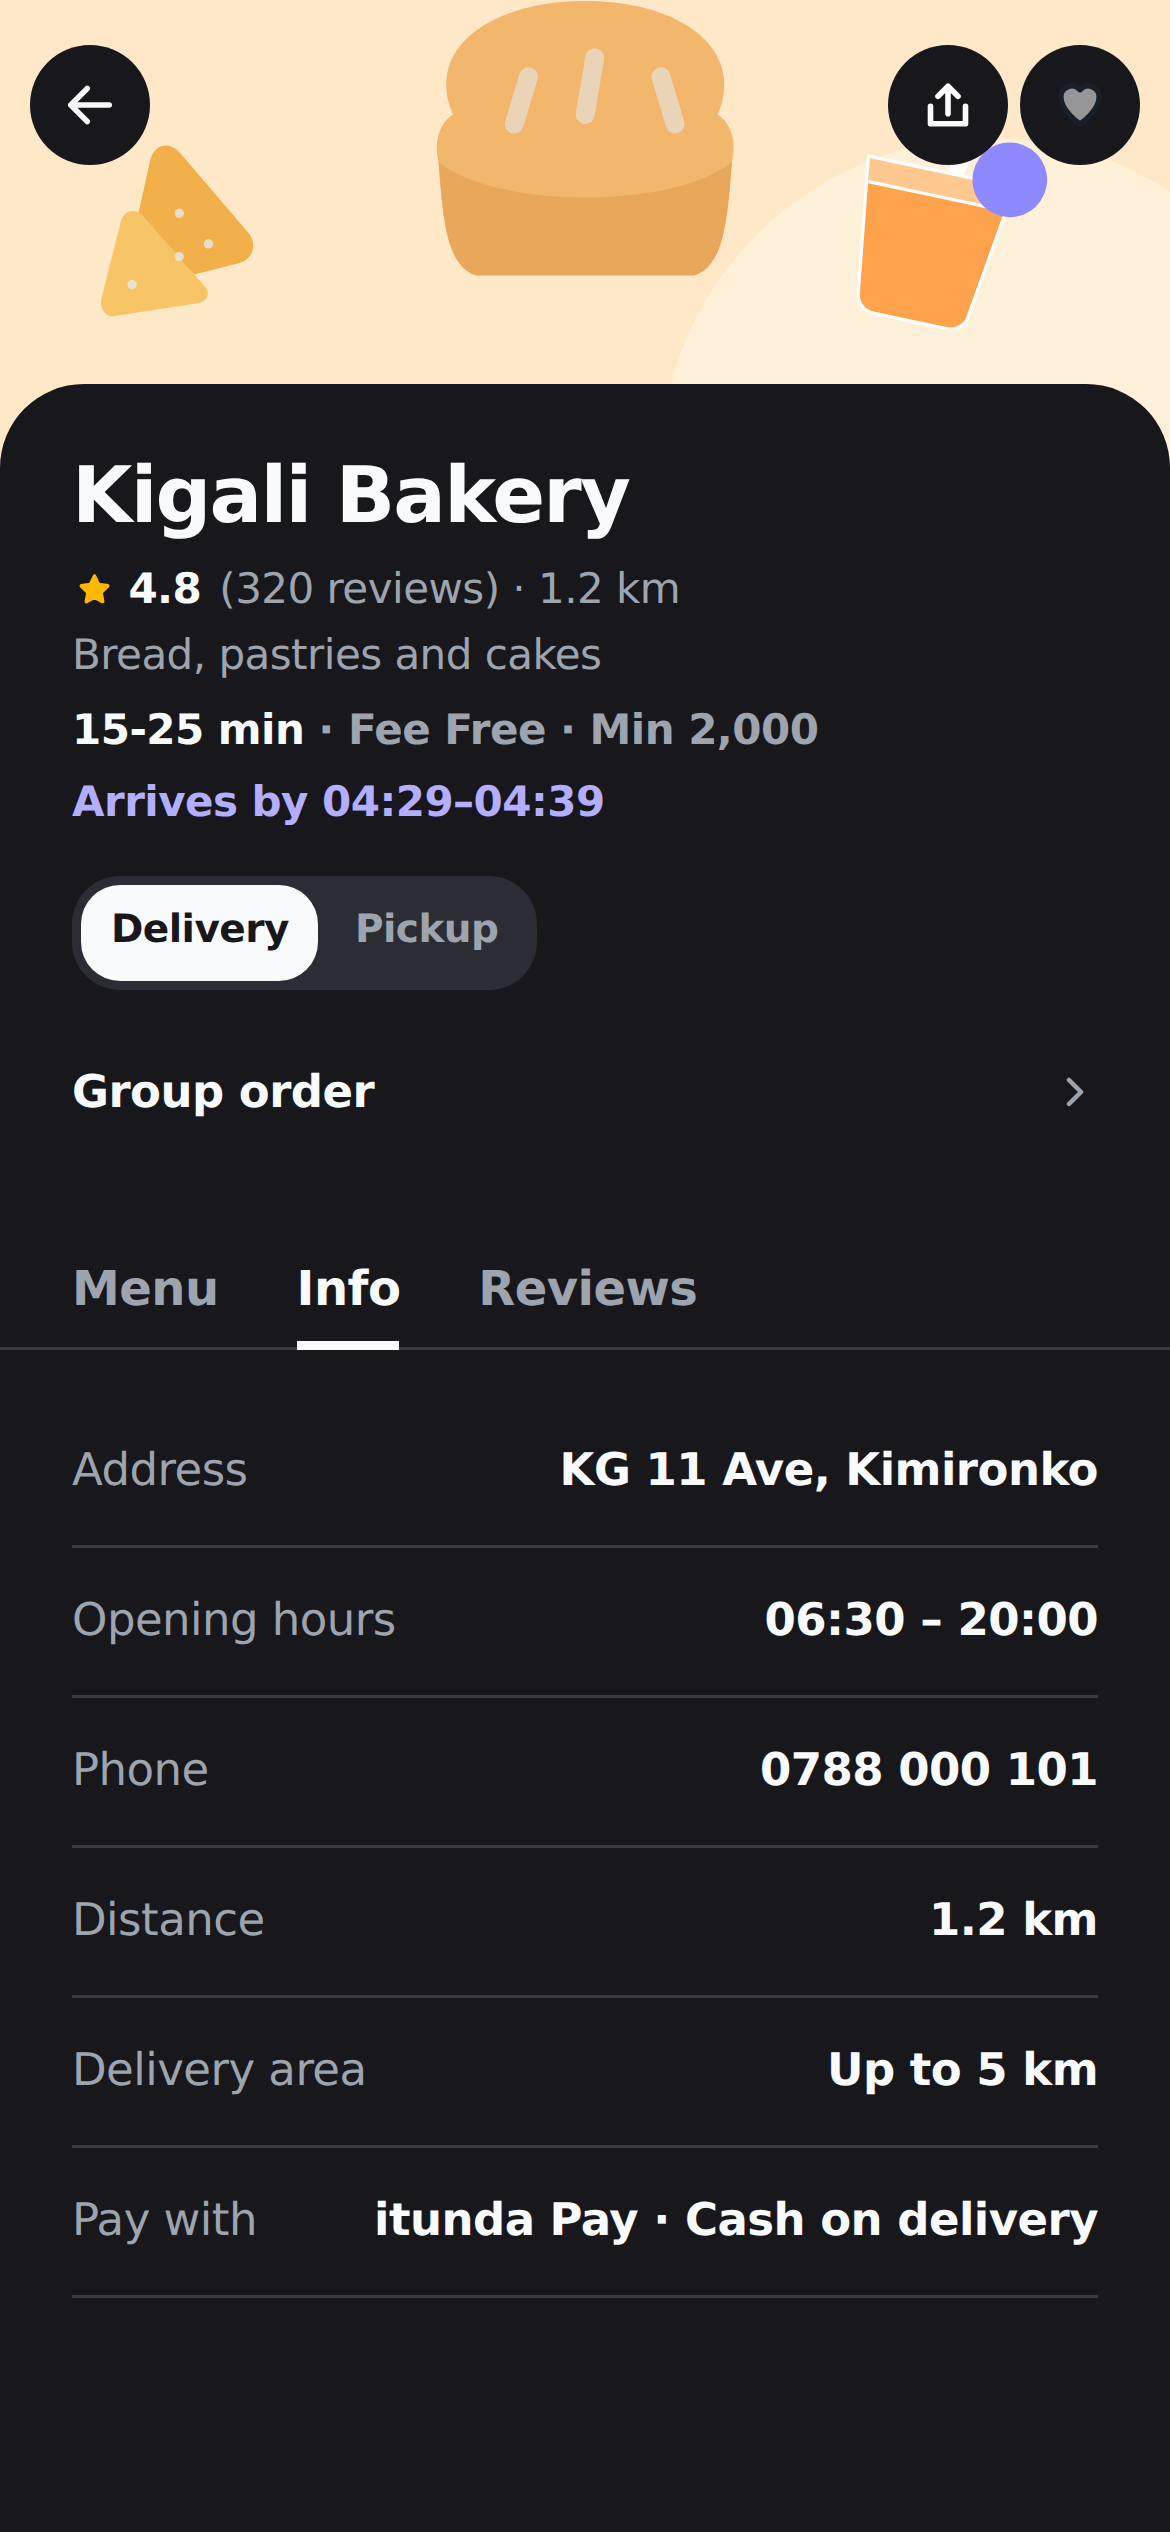 Kigali Bakery
4.8 (320 reviews) · 1.2 km
Bread, pastries and cakes
15-25 min · Fee Free · Min 2,000
Arrives by 04:29–04:39
Delivery Pickup
Group order
Menu Info Reviews
Address KG 11 Ave, Kimironko
Opening hours 06:30 – 20:00
Phone 0788 000 101
Distance 1.2 km
Delivery area Up to 5 km
Pay with itunda Pay · Cash on delivery